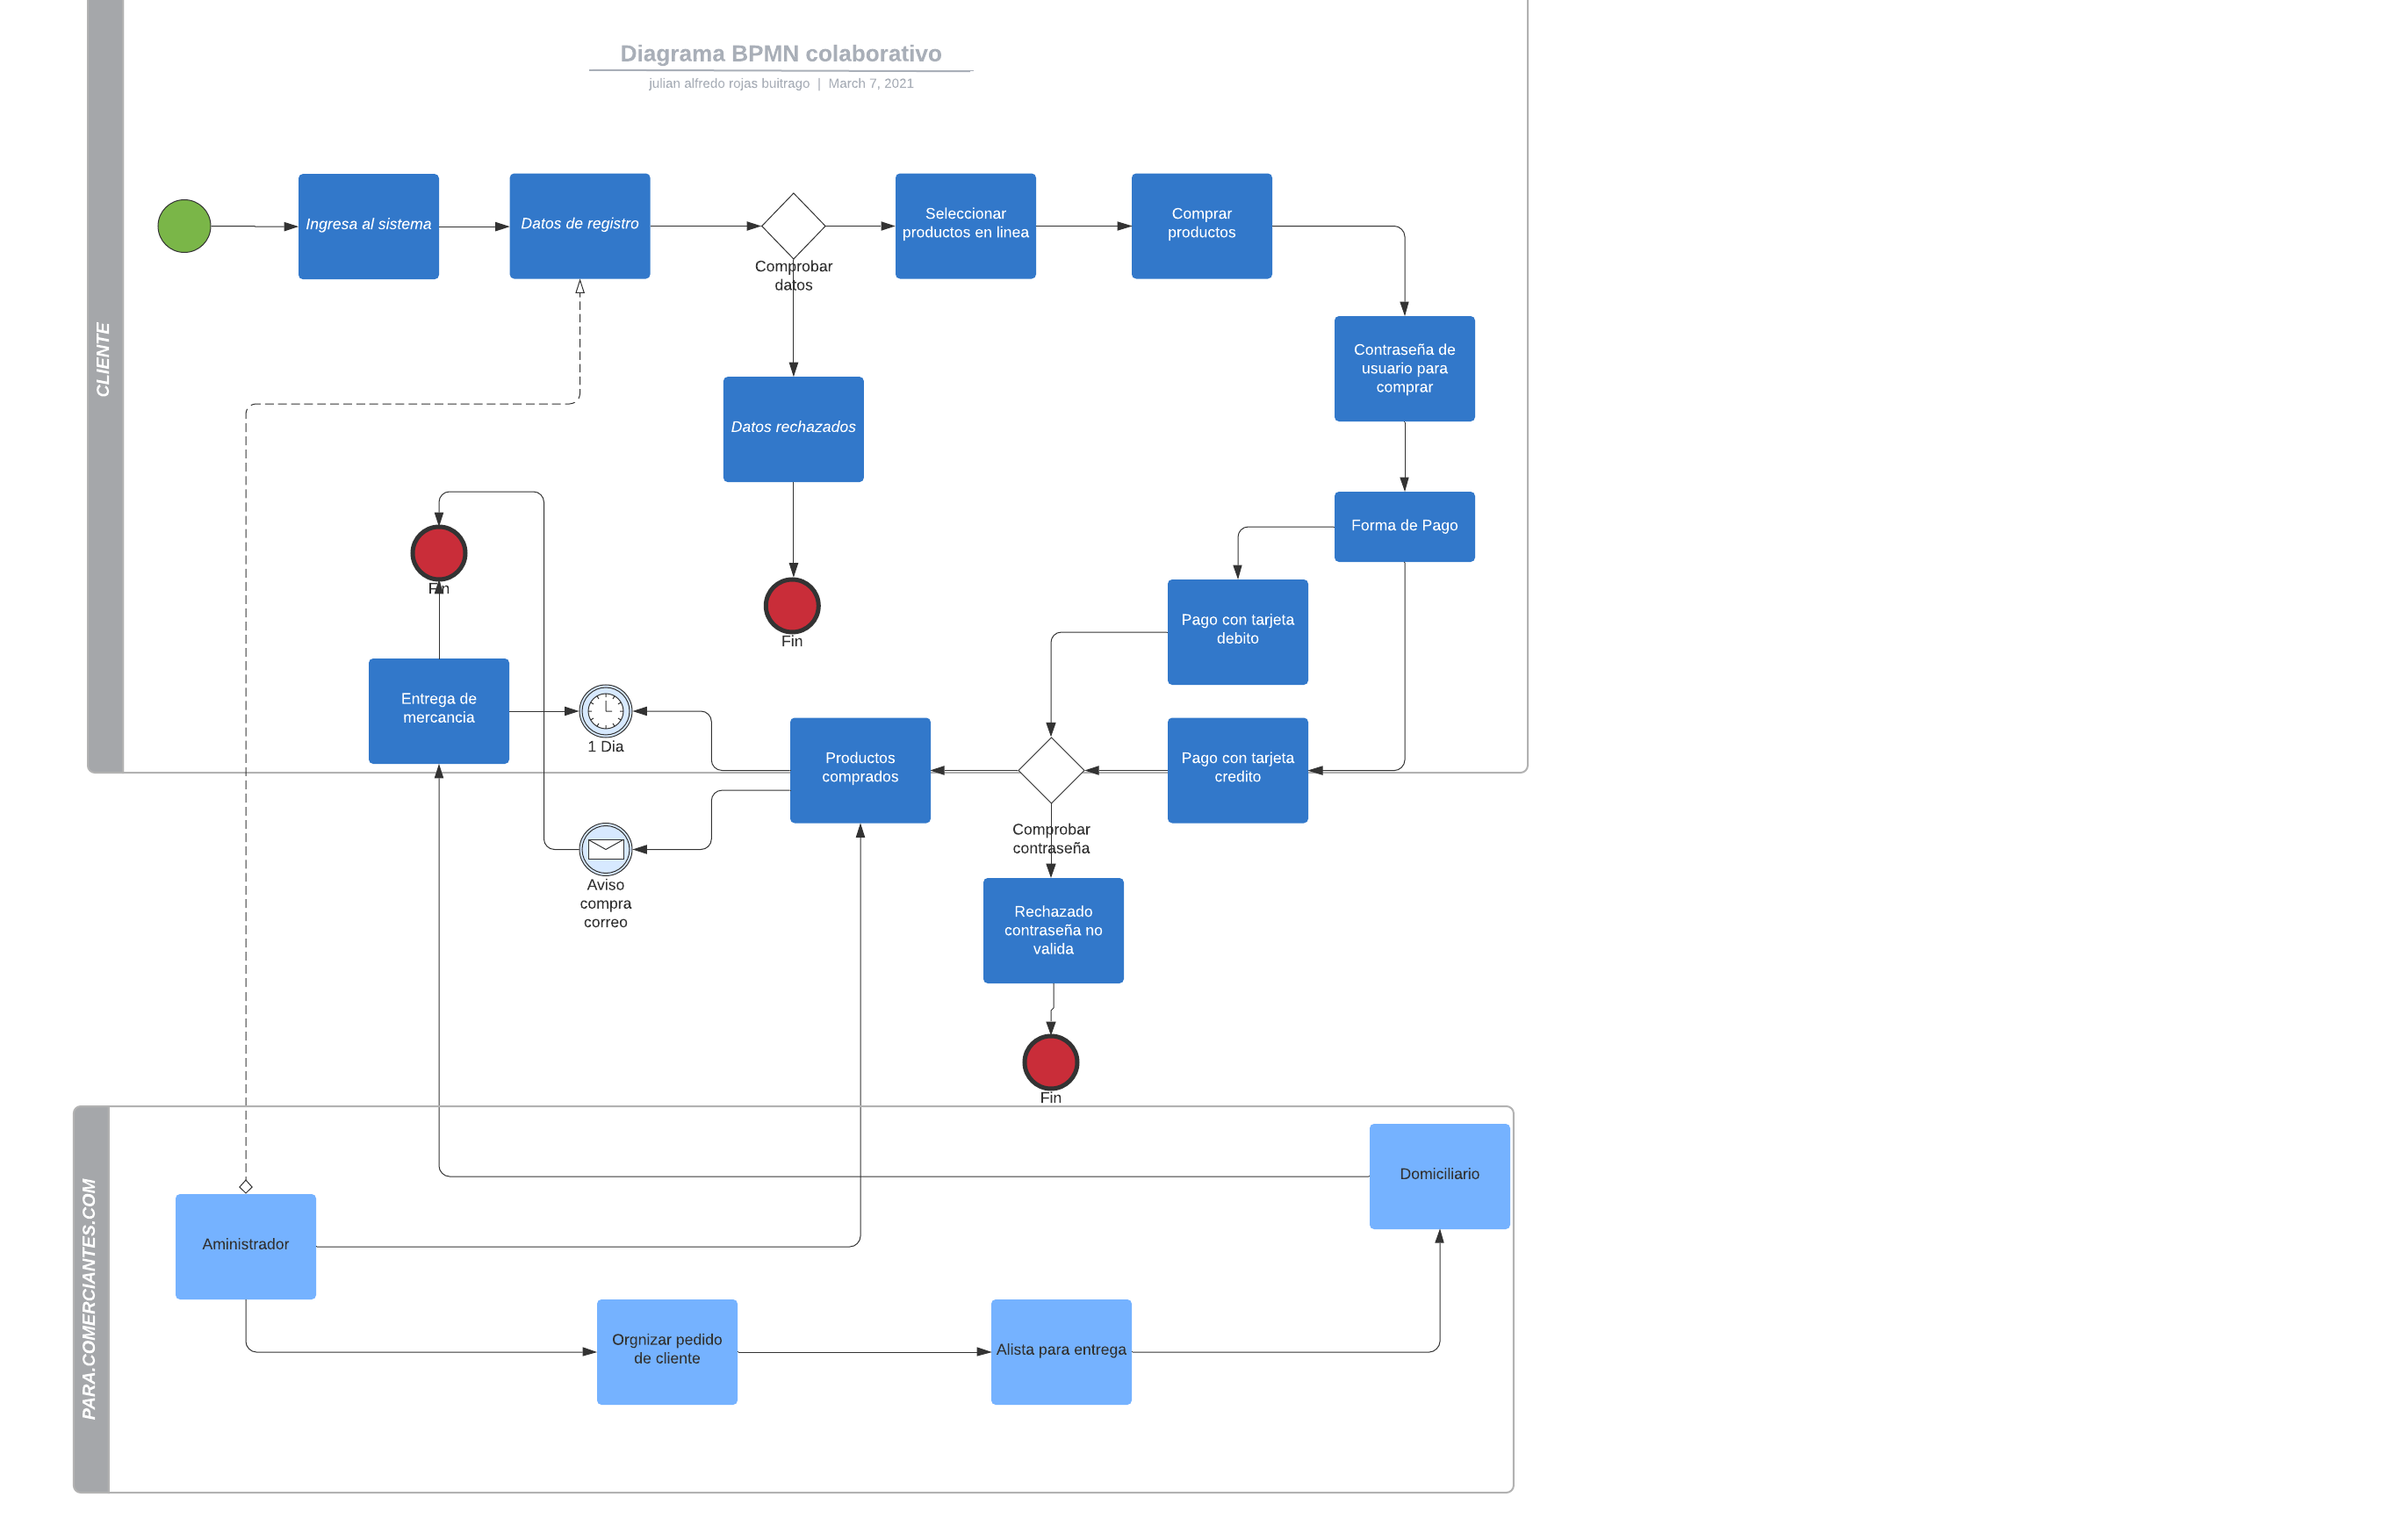 Diagrama BPMN colaborativo
julian alfredo rojas buitrago | March 7, 2021
CLIENTE
Ingresa al sistema
Datos de registro
Comprobar
datos
Seleccionar
productos en linea
Comprar
productos
Contraseña de
usuario para
comprar
Datos rechazados
Fin
Forma de Pago
Fin
Pago con tarjeta
debito
Entrega de
mercancia
1 Dia
Productos
comprados
Pago con tarjeta
credito
Comprobar
contraseña
Aviso
compra
correo
Rechazado
contraseña no
valida
Fin
PARA.COMERCIANTES.COM
Domiciliario
Aministrador
Orgnizar pedido
de cliente
Alista para entrega